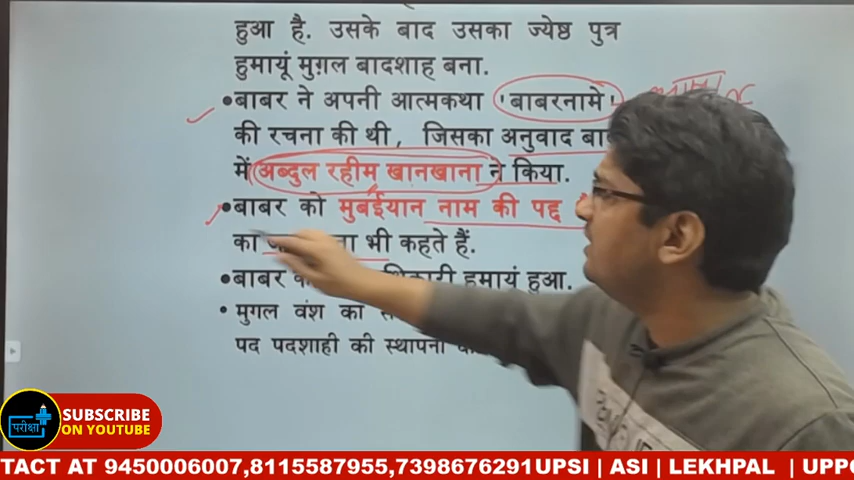 हुआ है. उसके बाद उसका ज्येष्ठ पुत्र
हुमायूं मुग़ल बादशाह बना.
•बाबर ने अपनी आत्मकथा 'बाबरनामे'
की रचना की थी, जिसका अनुवाद
में अब्दुल रहीम खानखाना ने किया.
•बाबर को मुबईयान नाम की पद्द
का भी कहते हैं.
•बाबर हुमायूं हुआ.
• मुगल वंश का
पद पदशाही की स्थापना
परीक्षा
SUBSCRIBE
ON YOUTUBE
TACT AT 9450006007,8115587955,7398676291UPSI | ASI | LEKHPAL | UPPC